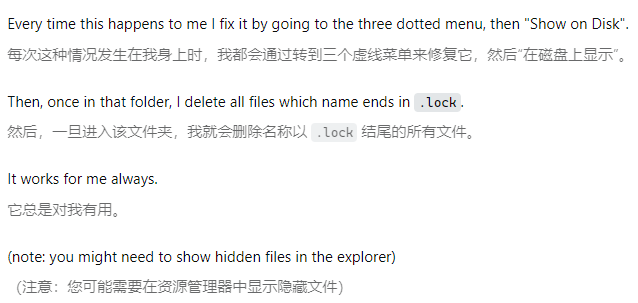 Every time this happens to me I fix it by going to the three dotted menu, then "Show on Disk".
每次这种情况发生在我身上时，我都会通过转到三个虚线菜单来修复它，然后“在磁盘上显示”。
Then, once in that folder, I delete all files which name ends in .lock.
然后，一旦进入该文件夹，我就会删除名称以 .lock 结尾的所有文件。
It works for me always.
它总是对我有用。
(note: you might need to show hidden files in the explorer)
（注意：您可能需要在资源管理器中显示隐藏文件）